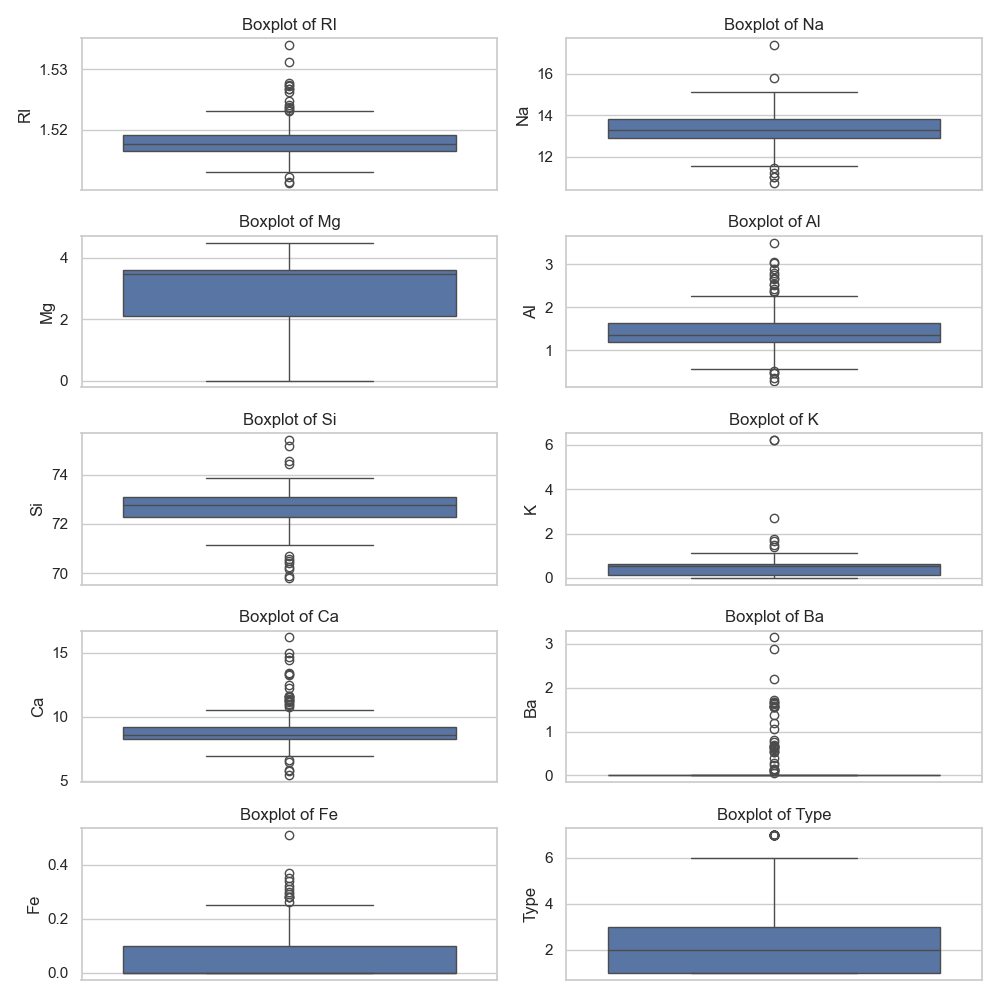 Boxplot of RI
1.53
1.52
RI
Boxplot of Na
16
14
12
Na
Boxplot of Mg
4
2
0
Mg
Boxplot of Al
3
2
1
Al
Boxplot of Si
74
72
70
Si
Boxplot of K
6
4
2
0
K
Boxplot of Ca
15
10
5
Ca
Boxplot of Ba
3
2
1
0
Ba
Boxplot of Fe
0.4
0.2
0.0
Fe
Boxplot of Type
6
4
2
Type